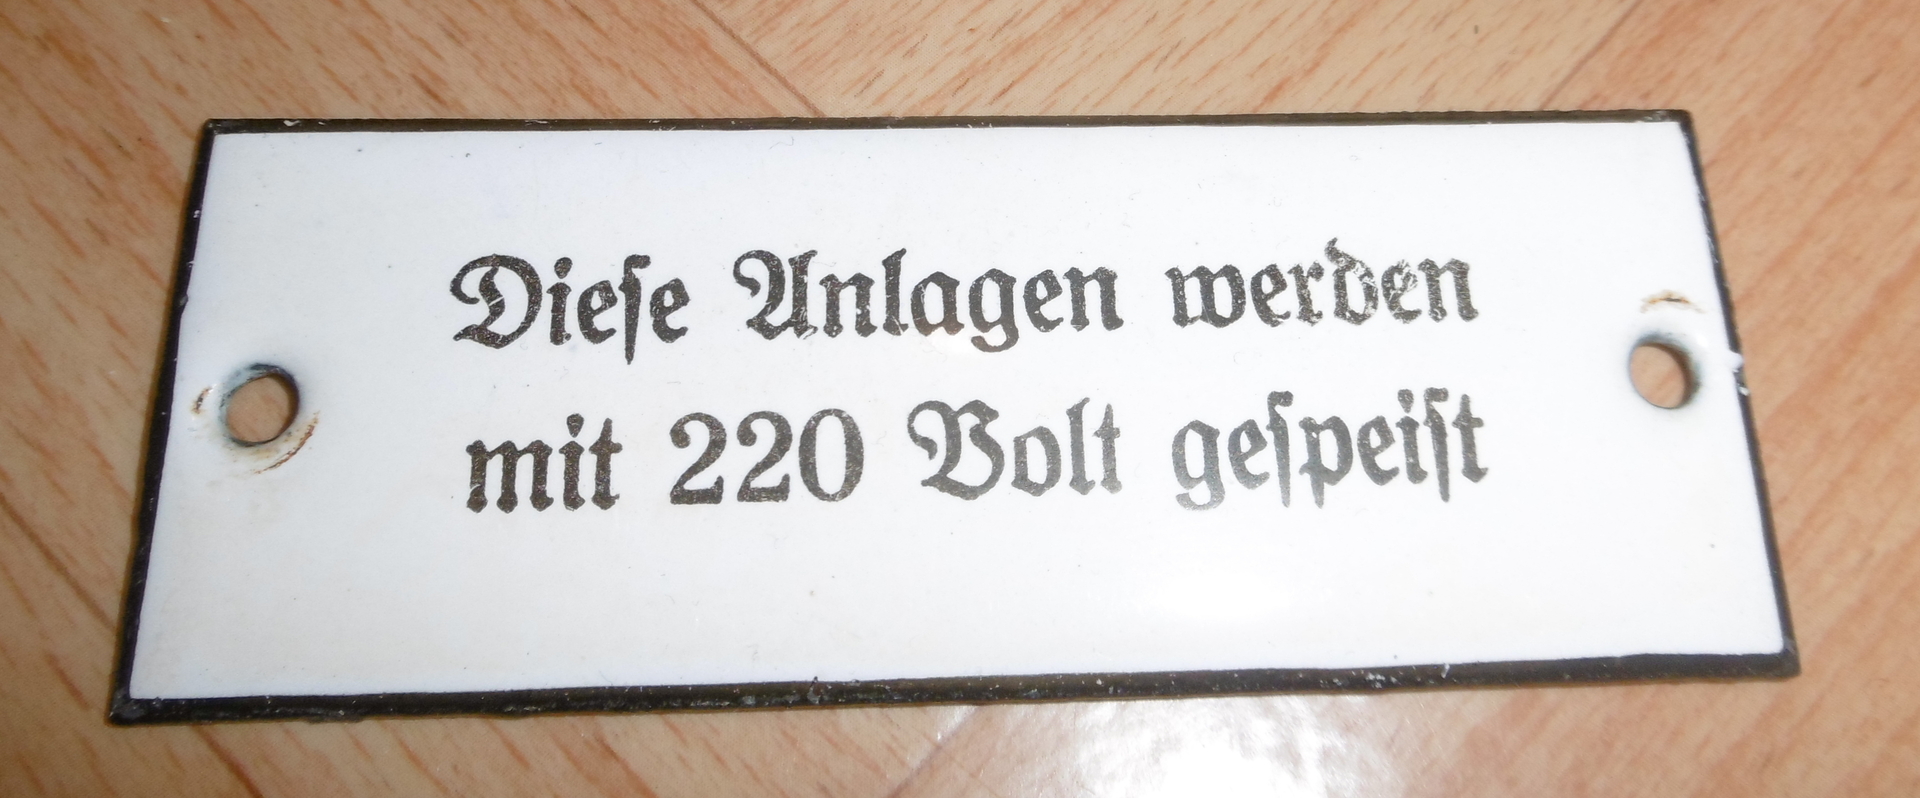 Dieſe Anlagen werden
mit 220 Volt geſpeiſt